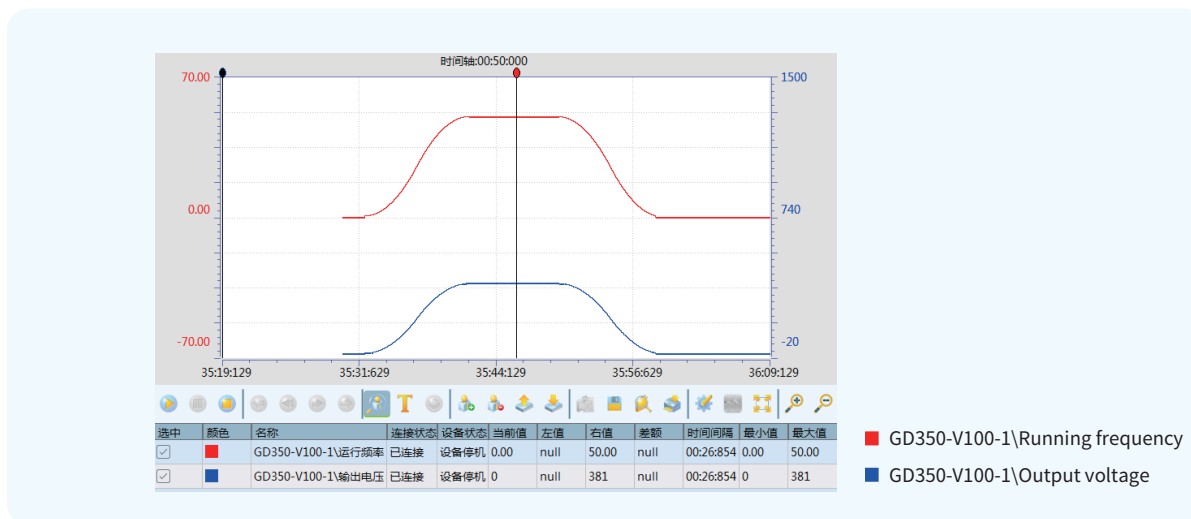 时间轴:00:50:000
70.00
1500
0.00
740
-70.00
-20
35:19:129 35:31:629 35:44:129 35:56:629 36:09:129
T
选中 颜色 名称 连接状态 设备状态 当前值 左值 右值 差额 时间间隔 最小值 最大值
GD350-V100-1\运行频率 已连接 设备停机 0.00 null 50.00 null 00:26:854 0.00 50.00
GD350-V100-1\输出电压 已连接 设备停机 0 null 381 null 00:26:854 0 381
GD350-V100-1\Running frequency
GD350-V100-1\Output voltage